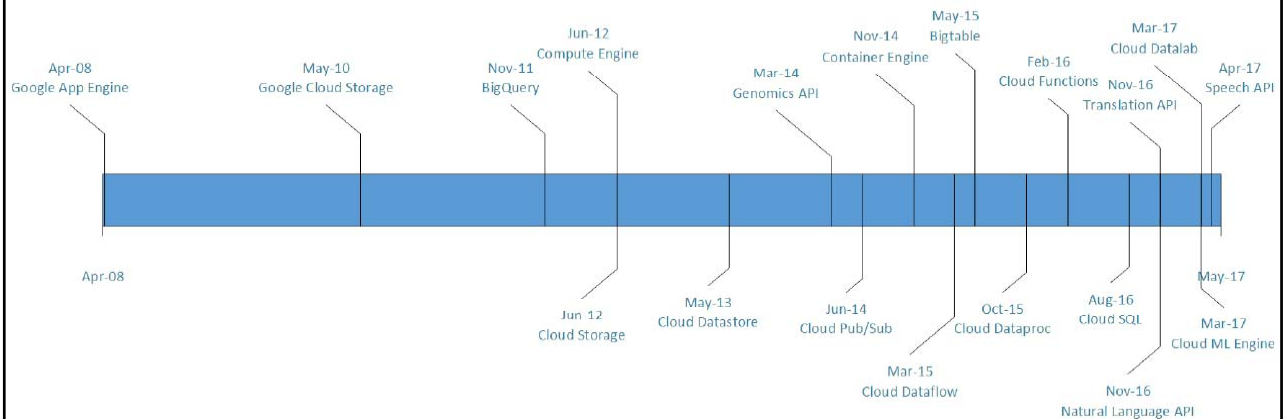 Apr-08
Google App Engine
May-10
Google Cloud Storage
Nov-11
BigQuery
Jun-12
Compute Engine
Mar-14
Genomics API
Nov-14
Container Engine
May-15
Bigtable
Feb-16
Cloud Functions
Nov-16
Translation API
Mar-17
Cloud Datalab
Apr-17
Speech API
Apr-08
May-17
Jun-12
Cloud Storage
May-13
Cloud Datastore
Jun-14
Cloud Pub/Sub
Mar-15
Cloud Dataflow
Oct-15
Cloud Dataproc
Aug-16
Cloud SQL
Nov-16
Natural Language API
Mar-17
Cloud ML Engine